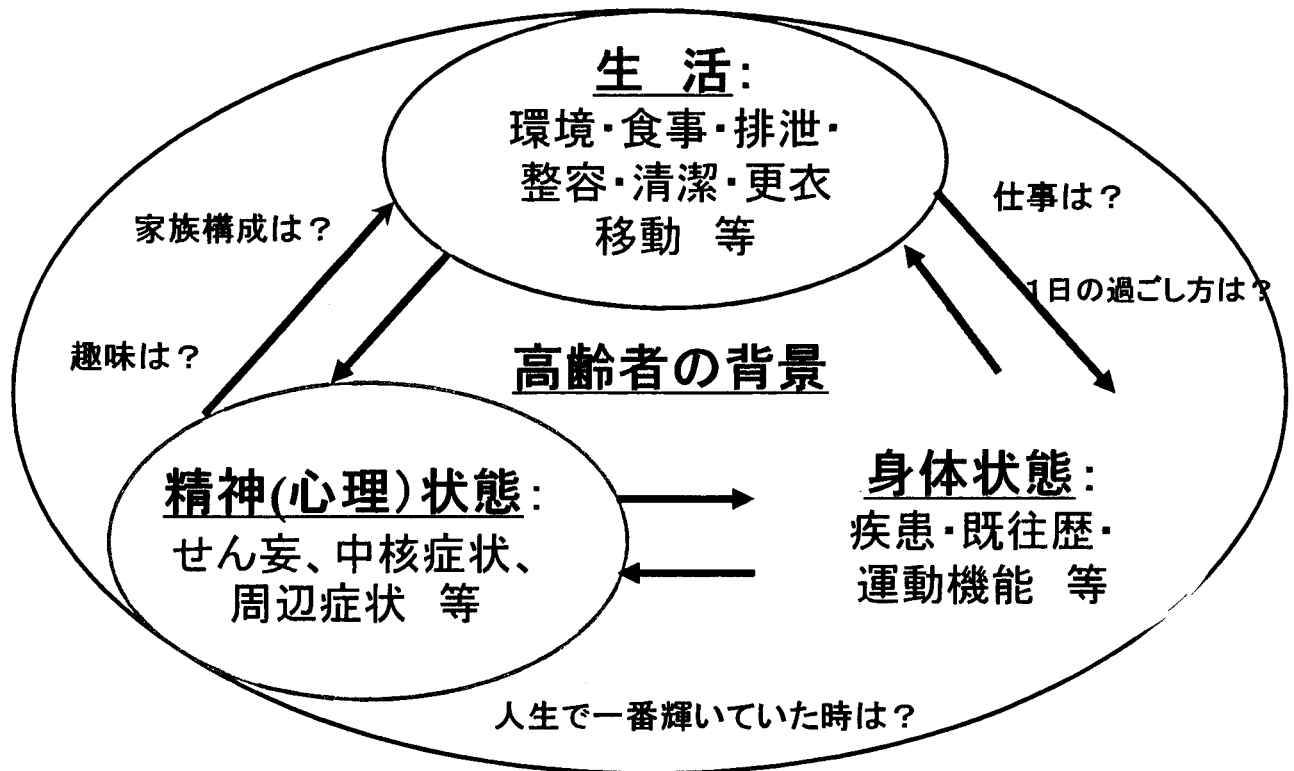 生 活：
環境・食事・排泄・
整容・清潔・更衣
移動 等
家族構成は？
仕事は？
1日の過ごし方は？
趣味は？
高齢者の背景
精神(心理)状態：
せん妄、中核症状、
周辺症状 等
身体状態：
疾患・既往歴・
運動機能 等
人生で一番輝いていた時は？